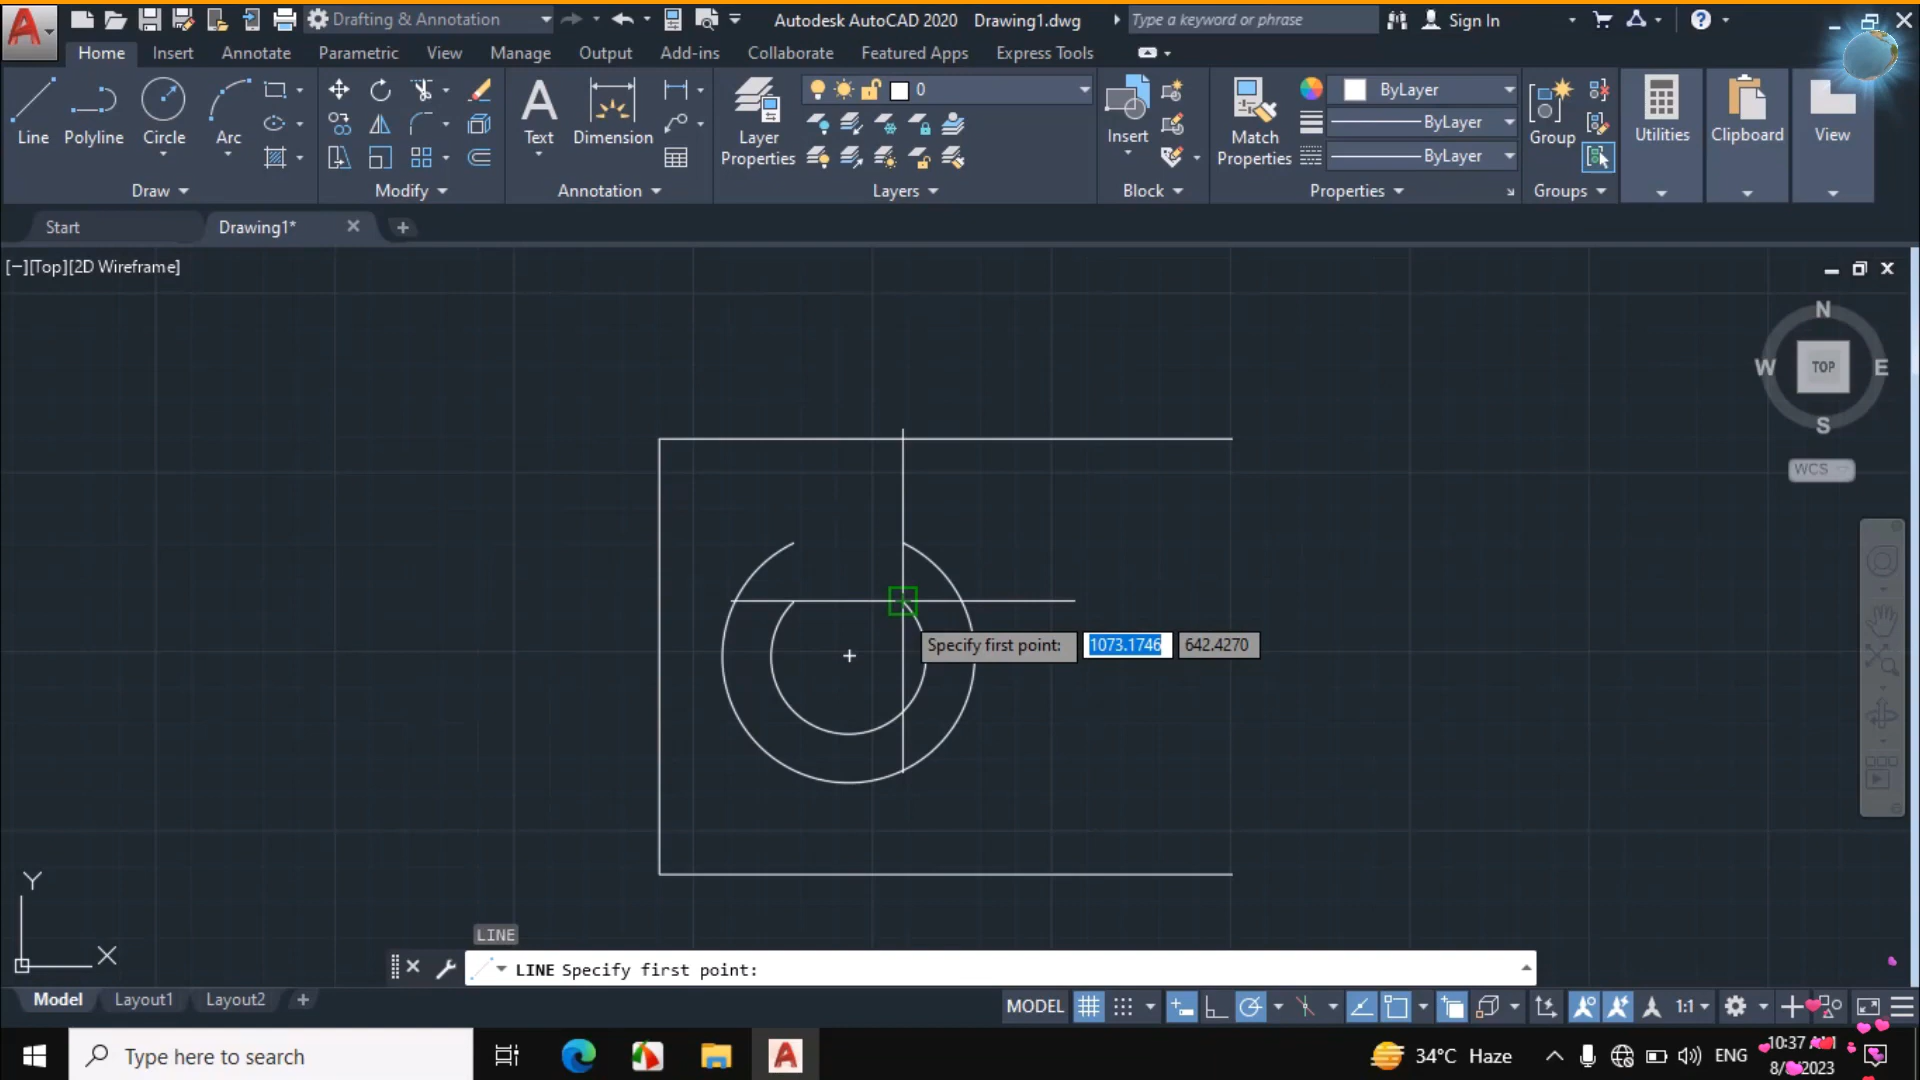 Drafting & Annotation
Autodesk AutoCAD 2020 Drawing1.dwg
Type a keyword or phrase
Sign In
Home Insert Annotate Parametric View Manage Output Add-ins Collaborate Featured Apps Express Tools
Line Polyline Circle Arc
Text Dimension
Layer Properties
0
Insert
Match Properties
ByLayer
ByLayer
ByLayer
Group
Utilities
Clipboard
View
Draw Modify Annotation Layers Block Properties Groups
Start Drawing1*
[−][Top][2D Wireframe]
N
W TOP E
S
WCS
Specify first point: 1073.1746 642.4270
Y
X
LINE
LINE Specify first point:
Model Layout1 Layout2
MODEL 1:1
Type here to search
34°C Haze
ENG